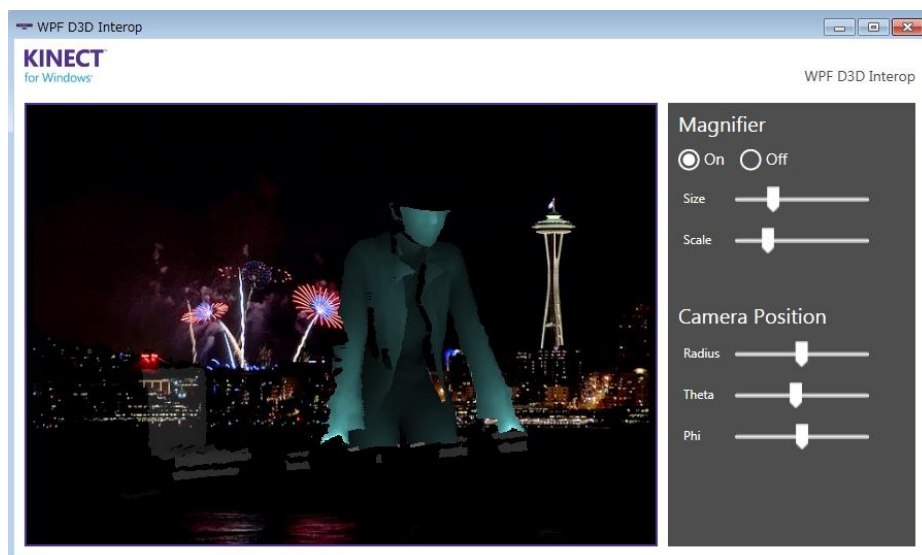 WPF D3D Interop
KINECT
for Windows
WPF D3D Interop
Magnifier
On Off
Size
Scale
Camera Position
Radius
Theta
Phi